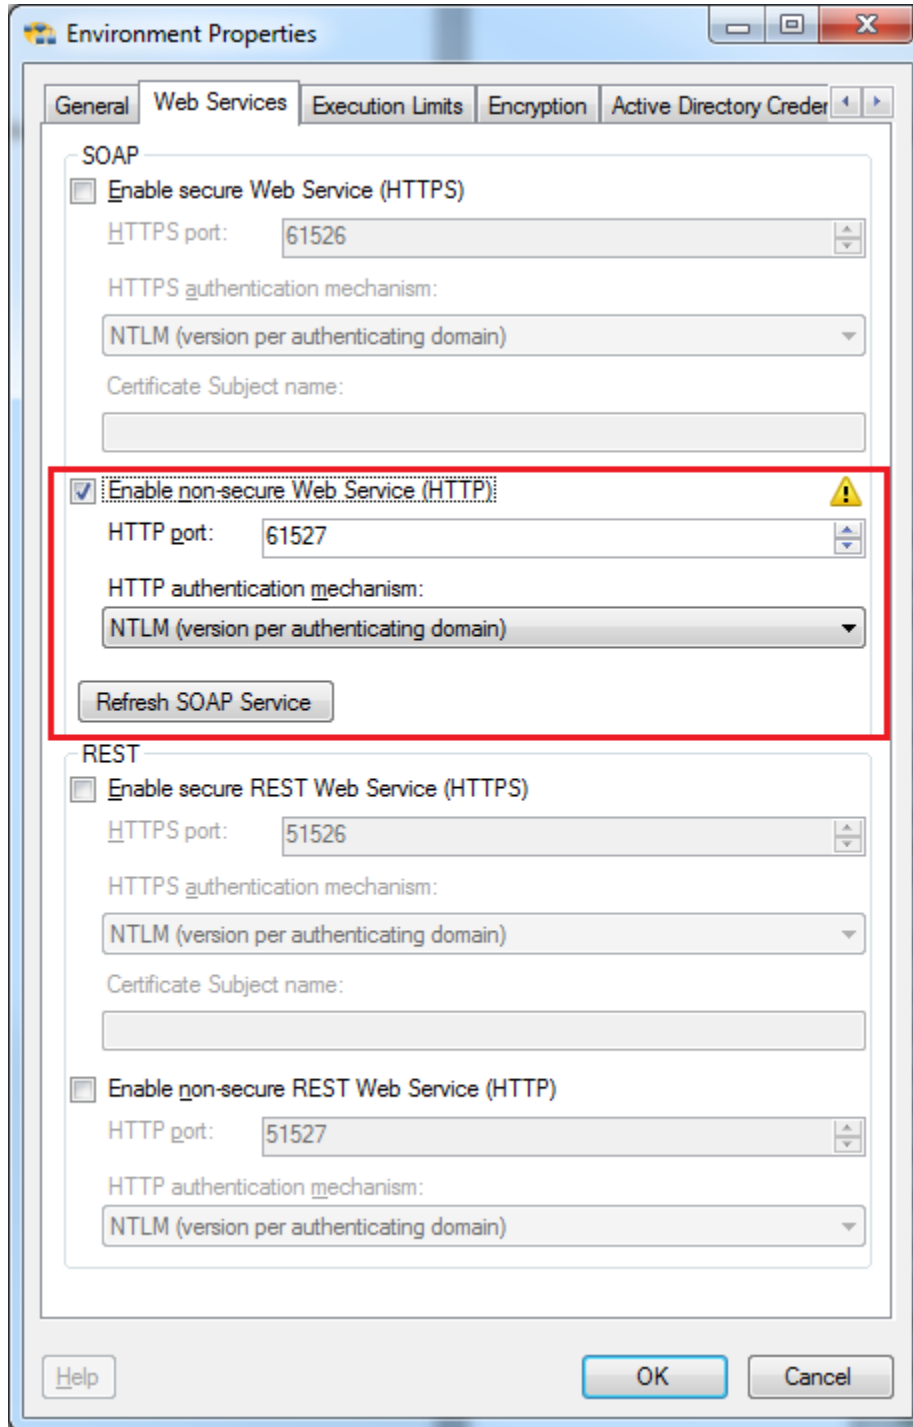 Environment Properties
General Web Services Execution Limits Encryption Active Directory Creder
SOAP
Enable secure Web Service (HTTPS)
HTTPS port: 61526
HTTPS authentication mechanism:
NTLM (version per authenticating domain)
Certificate Subject name:
Enable non-secure Web Service (HTTP)
HTTP port: 61527
HTTP authentication mechanism:
NTLM (version per authenticating domain)
Refresh SOAP Service
REST
Enable secure REST Web Service (HTTPS)
HTTPS port: 51526
HTTPS authentication mechanism:
NTLM (version per authenticating domain)
Certificate Subject name:
Enable non-secure REST Web Service (HTTP)
HTTP port: 51527
HTTP authentication mechanism:
NTLM (version per authenticating domain)
Help OK Cancel